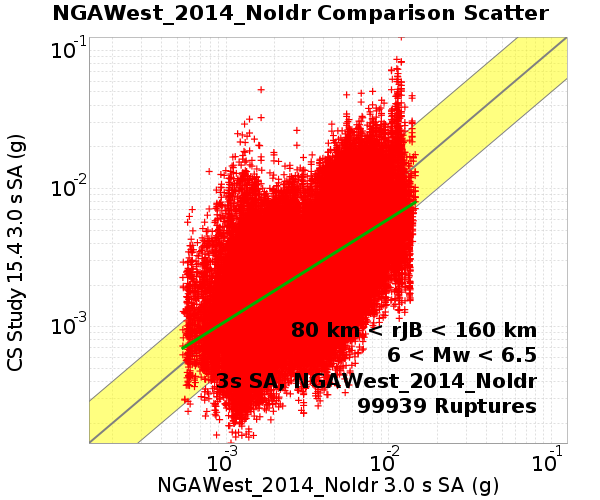 NGAWest_2014_NoIdr Comparison Scatter
10-1
10-2
10-3
CS Study 15.4 3.0 s SA (g)
80 km < rJB < 160 km
6 < Mw < 6.5
3s SA, NGAWest_2014_NoIdr
99939 Ruptures
10-3 10-2 10-1
NGAWest_2014_NoIdr 3.0 s SA (g)